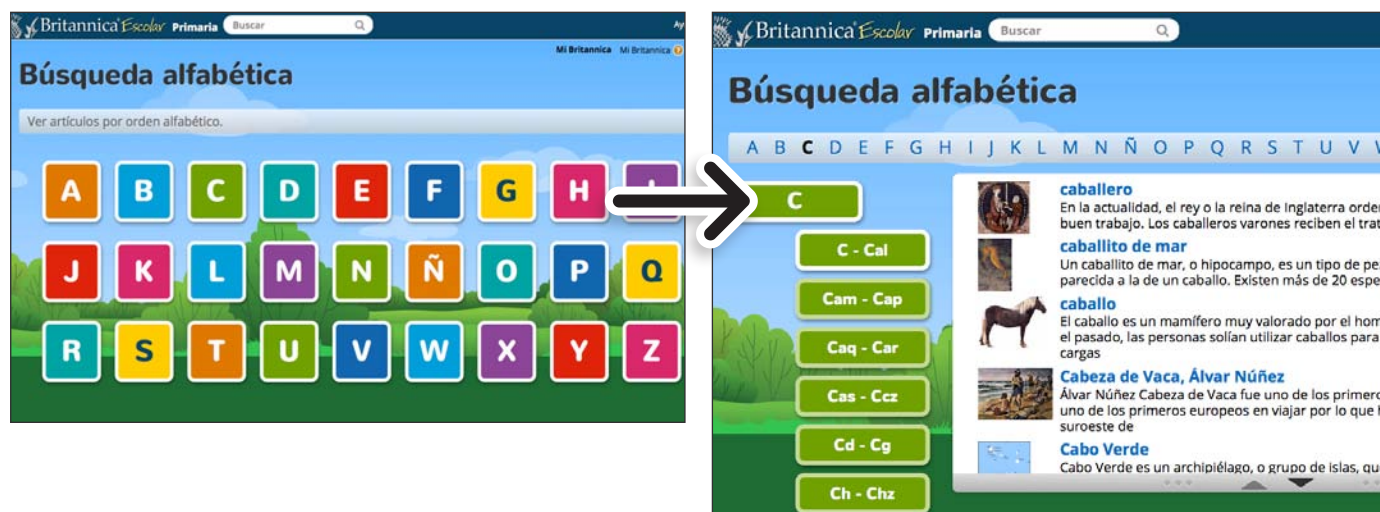 Britannica Escolar Primaria Buscar
Mi Britannica Mi Britannica ?
Búsqueda alfabética
Ver artículos por orden alfabético.
A B C D E F G H
J K L M N Ñ O P Q
R S T U V W X Y Z
Britannica Escolar Primaria Buscar
Búsqueda alfabética
A B C D E F G H I J K L M N Ñ O P Q R S T U V
C
C - Cal
Cam - Cap
Caq - Car
Cas - Ccz
Cd - Cg
Ch - Chz
caballero
En la actualidad, el rey o la reina de Inglaterra
buen trabajo. Los caballeros varones reciben el
caballito de mar
Un caballito de mar, o hipocampo, es un tipo de
parecida a la de un caballo. Existen más de 20
caballo
El caballo es un mamífero muy valorado por el
el pasado, las personas solían utilizar caballos para
cargas
Cabeza de Vaca, Álvar Núñez
Álvar Núñez Cabeza de Vaca fue uno de los
uno de los primeros europeos en viajar por lo que
suroeste de
Cabo Verde
Cabo Verde es un archipiélago, o grupo de islas,